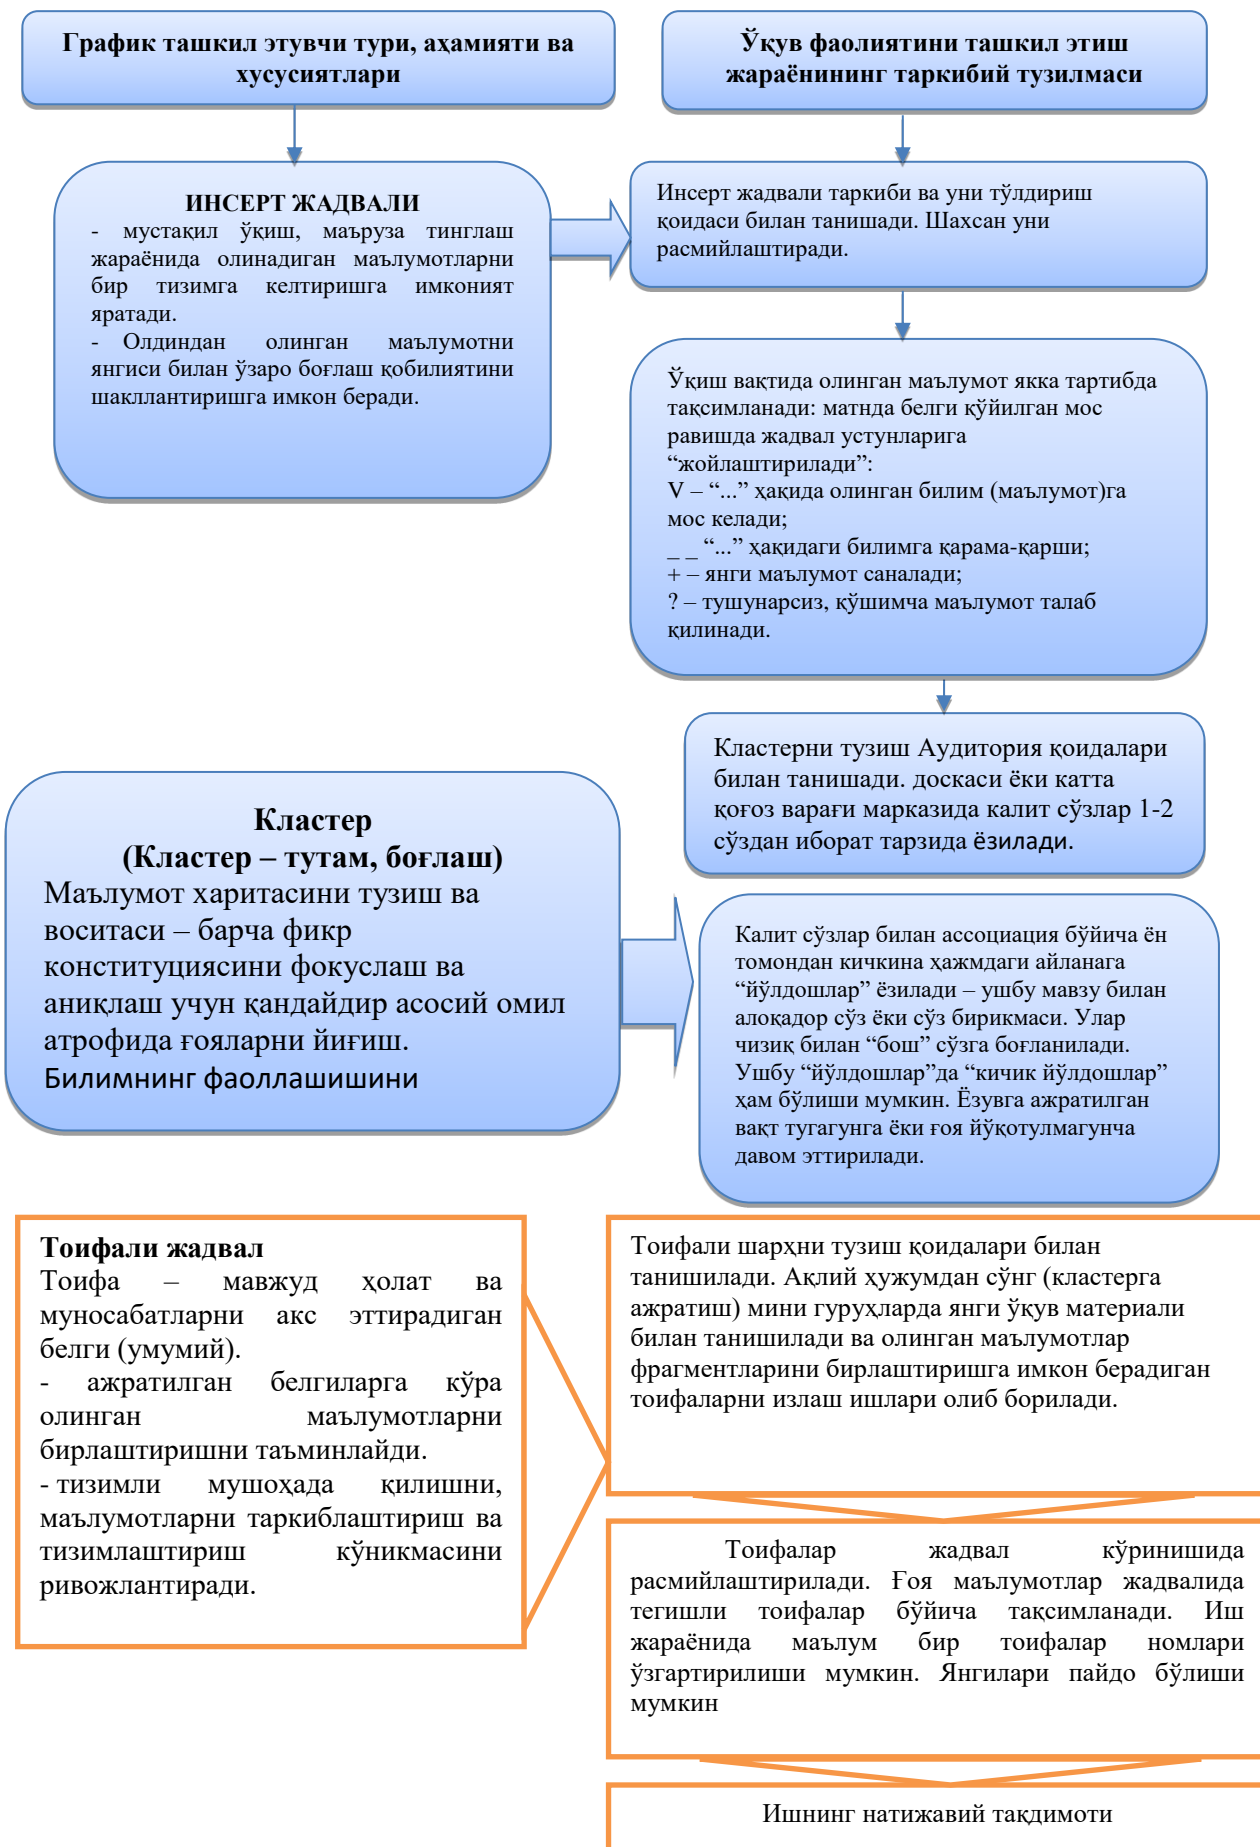 График ташкил этувчи тури, аҳамияти ва
хусусиятлари
Ўқув фаолиятини ташкил этиш
жараёнининг таркибий тузилмаси
ИНСЕРТ ЖАДВАЛИ
- мустақил ўқиш, маъруза тинглаш
жараёнида олинадиган маълумотларни
бир тизимга келтиришга имконият
яратади.
- Олдиндан олинган маълумотни
янгиси билан ўзаро боғлаш қобилиятини
шакллантиришга имкон беради.
Инсерт жадвали таркиби ва уни тўлдириш
қоидаси билан танишади. Шахсан уни
расмийлаштиради.
Ўқиш вақтида олинган маълумот якка тартибда
тақсимланади: матнда белги қўйилган мос
равишда жадвал устунларига
“жойлаштирилади”:
V – “...” ҳақида олинган билим (маълумот)га
мос келади;
_ _ “...” ҳақидаги билимга қарама-қарши;
+ – янги маълумот саналади;
? – тушунарсиз, қўшимча маълумот талаб
қилинади.
Кластерни тузиш Аудитория қоидалари
билан танишади. доскаси ёки катта
қоғоз варағи марказида калит сўзлар 1-2
сўздан иборат тарзида ёзилади.
Кластер
(Кластер – тутам, боғлаш)
Маълумот харитасини тузиш ва
воситаси – барча фикр
конституциясини фокуслаш ва
аниқлаш учун қандайдир асосий омил
атрофида ғояларни йиғиш.
Билимнинг фаоллашишини
Калит сўзлар билан ассоциация бўйича ён
томондан кичкина ҳажмдаги айланага
“йўлдошлар” ёзилади – ушбу мавзу билан
алоқадор сўз ёки сўз бирикмаси. Улар
чизиқ билан “бош” сўзга боғланилади.
Ушбу “йўлдошлар”да “кичик йўлдошлар”
ҳам бўлиши мумкин. Ёзувга ажратилган
вақт тугагунга ёки ғоя йўқотулмагунча
давом эттирилади.
Тоифали жадвал
Тоифа – мавжуд ҳолат ва
муносабатларни акс эттирадиган
белги (умумий).
- ажратилган белгиларга кўра
олинган маълумотларни
бирлаштиришни таъминлайди.
- тизимли мушоҳада қилишни,
маълумотларни таркиблаштириш ва
тизимлаштириш кўникмасини
ривожлантиради.
Тоифали шарҳни тузиш қоидалари билан
танишилади. Ақлий ҳужумдан сўнг (кластерга
ажратиш) мини гуруҳларда янги ўқув материали
билан танишилади ва олинган маълумотлар
фрагментларини бирлаштиришга имкон берадиган
тоифаларни излаш ишлари олиб борилади.
Тоифалар жадвал кўринишида
расмийлаштирилади. Ғоя маълумотлар жадвалида
тегишли тоифалар бўйича тақсимланади. Иш
жараёнида маълум бир тоифалар номлари
ўзгартирилиши мумкин. Янгилари пайдо бўлиши
мумкин
Ишнинг натижавий тақдимоти